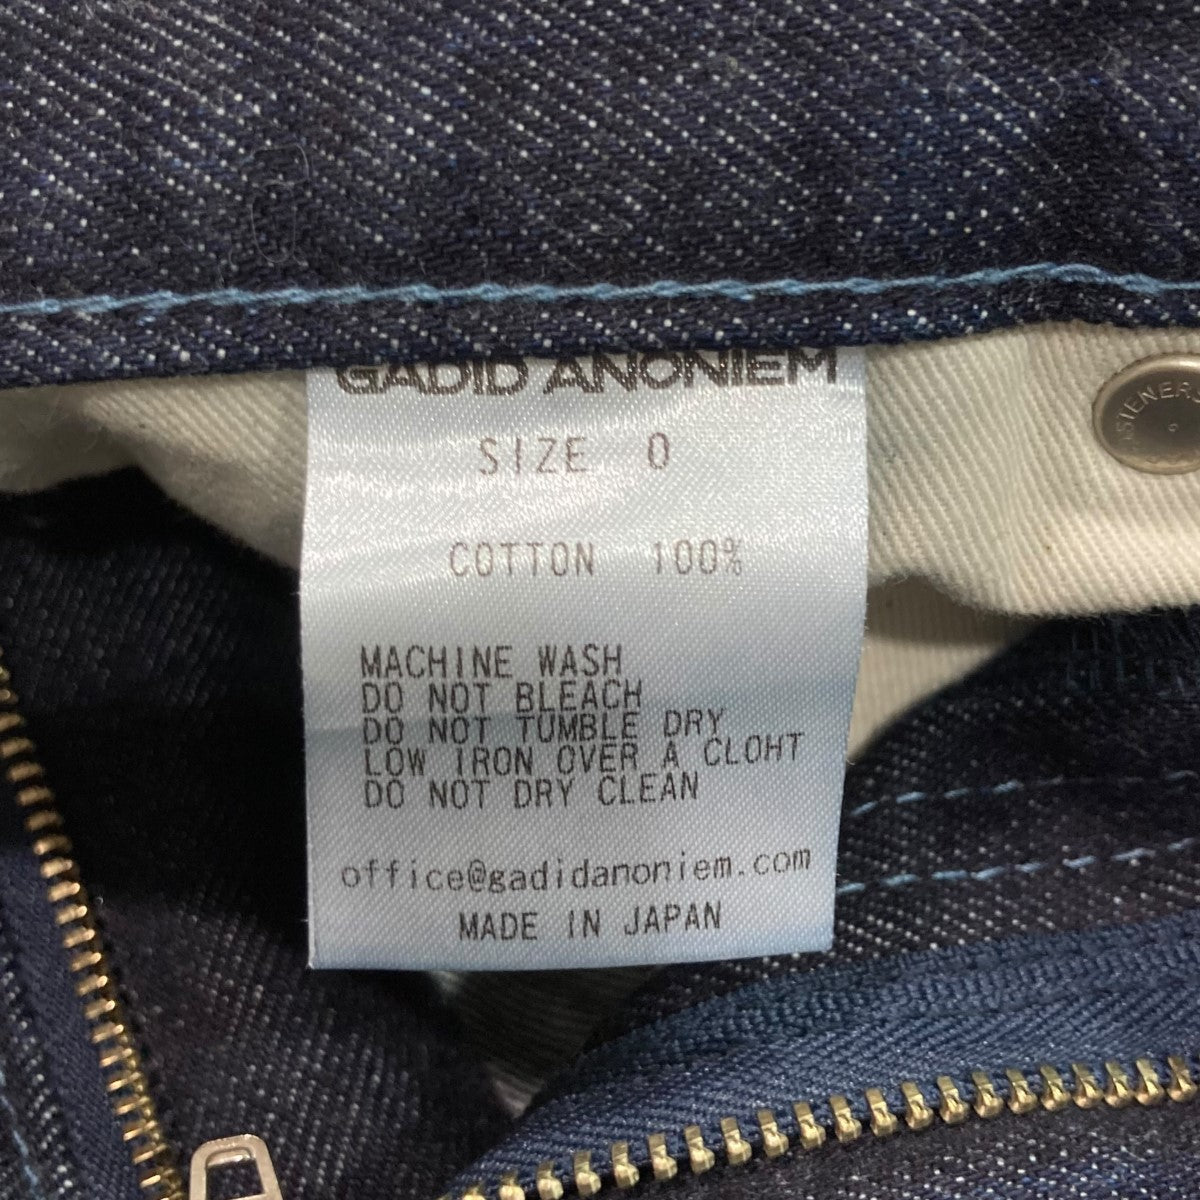 GADID ANONIEM
SIZE 0
COTTON 100%
MACHINE WASH
DO NOT BLEACH
DO NOT TUMBLE DRY
LOW IRON OVER A CLOHT
DO NOT DRY CLEAN
office@gadidanoniem.com
MADE IN JAPAN